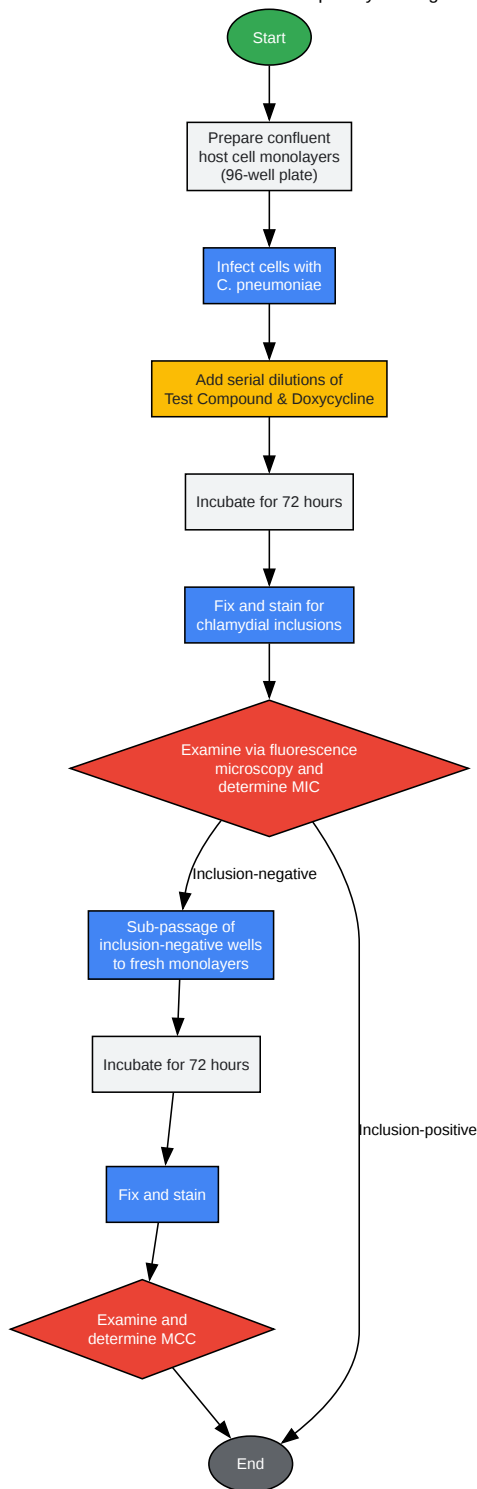 Start
Prepare confluent
host cell monolayers
(96-well plate)
Infect cells with
C. pneumoniae
Add serial dilutions of
Test Compound & Doxycycline
Incubate for 72 hours
Fix and stain for
chlamydial inclusions
Examine via fluorescence
microscopy and
determine MIC
Inclusion-negative
Sub-passage of
inclusion-negative wells
to fresh monolayers
Incubate for 72 hours
Inclusion-positive
Fix and stain
Examine and
determine MCC
End